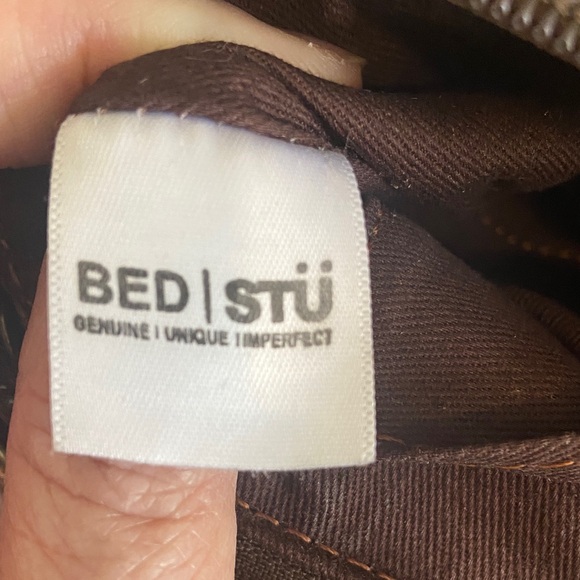 BED | STÜ
GENUINE | UNIQUE | IMPERFECT